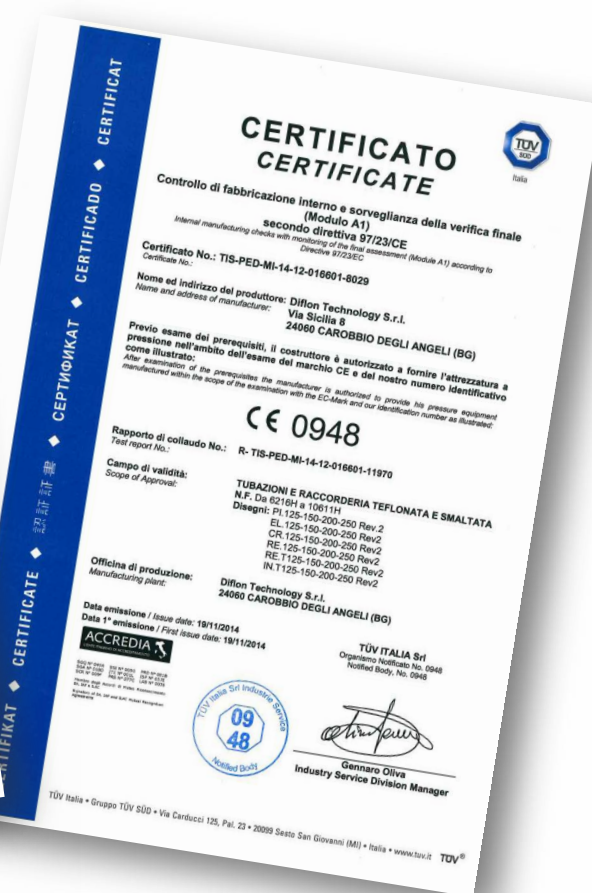 CERTIFICATO
CERTIFICATE
TÜV
SÜD
Italia
Controllo di fabbricazione interno e sorveglianza della verifica finale
(Modulo A1)
secondo direttiva 97/23/CE
Internal manufacturing checks with monitoring of the final assessment (Module A1) according to
Directive 97/23/EC
Certificato No.: TIS-PED-MI-14-12-016601-8029
Certificate No.:
Nome ed indirizzo del produttore: Diflon Technology S.r.l.
Name and address of manufacturer: Via Sicilia 8
24060 CAROBBIO DEGLI ANGELI (BG)
Previo esame dei prerequisiti, il costruttore è autorizzato a fornire l'attrezzatura a
pressione nell'ambito dell'esame del marchio CE e del nostro numero identificativo
come illustrato:
After examination of the prerequisites the manufacturer is authorized to provide his pressure equipment
manufactured within the scope of the examination with the EC-Mark and our identification number as illustrated:
CE 0948
Rapporto di collaudo No.: R- TIS-PED-MI-14-12-016601-11970
Test report No.:
Campo di validità:
Scope of Approval:
TUBAZIONI E RACCORDERIA TEFLONATA E SMALTATA
N.F. Da 6216H a 10611H
Disegni: PI.125-150-200-250 Rev.2
EL.125-150-200-250 Rev2
CR.125-150-200-250 Rev2
RE.125-150-200-250 Rev2
RE.T125-150-200-250 Rev2
IN.T125-150-200-250 Rev2
Officina di produzione: Diflon Technology S.r.l.
Manufacturing plant: 24060 CAROBBIO DEGLI ANGELI (BG)
Data emissione / Issue date: 19/11/2014
Data 1° emissione / First issue date: 19/11/2014
ACCREDIA
TÜV ITALIA Srl
Organismo Notificato No. 0948
Notified Body, No. 0948
TÜV Italia Srl Industrie Service
09
48
Notified Body
Gennaro Oliva
Industry Service Division Manager
TÜV Italia • Gruppo TÜV SÜD • Via Carducci 125, Pal. 23 • 20099 Sesto San Giovanni (MI) • Italia • www.tuv.it TÜV®
ERTIFIKAT ◆ CERTIFICATE ◆ 認証証書 ◆ СЕРТИФИКАТ ◆ CERTIFICADO ◆ CERTIFICAT